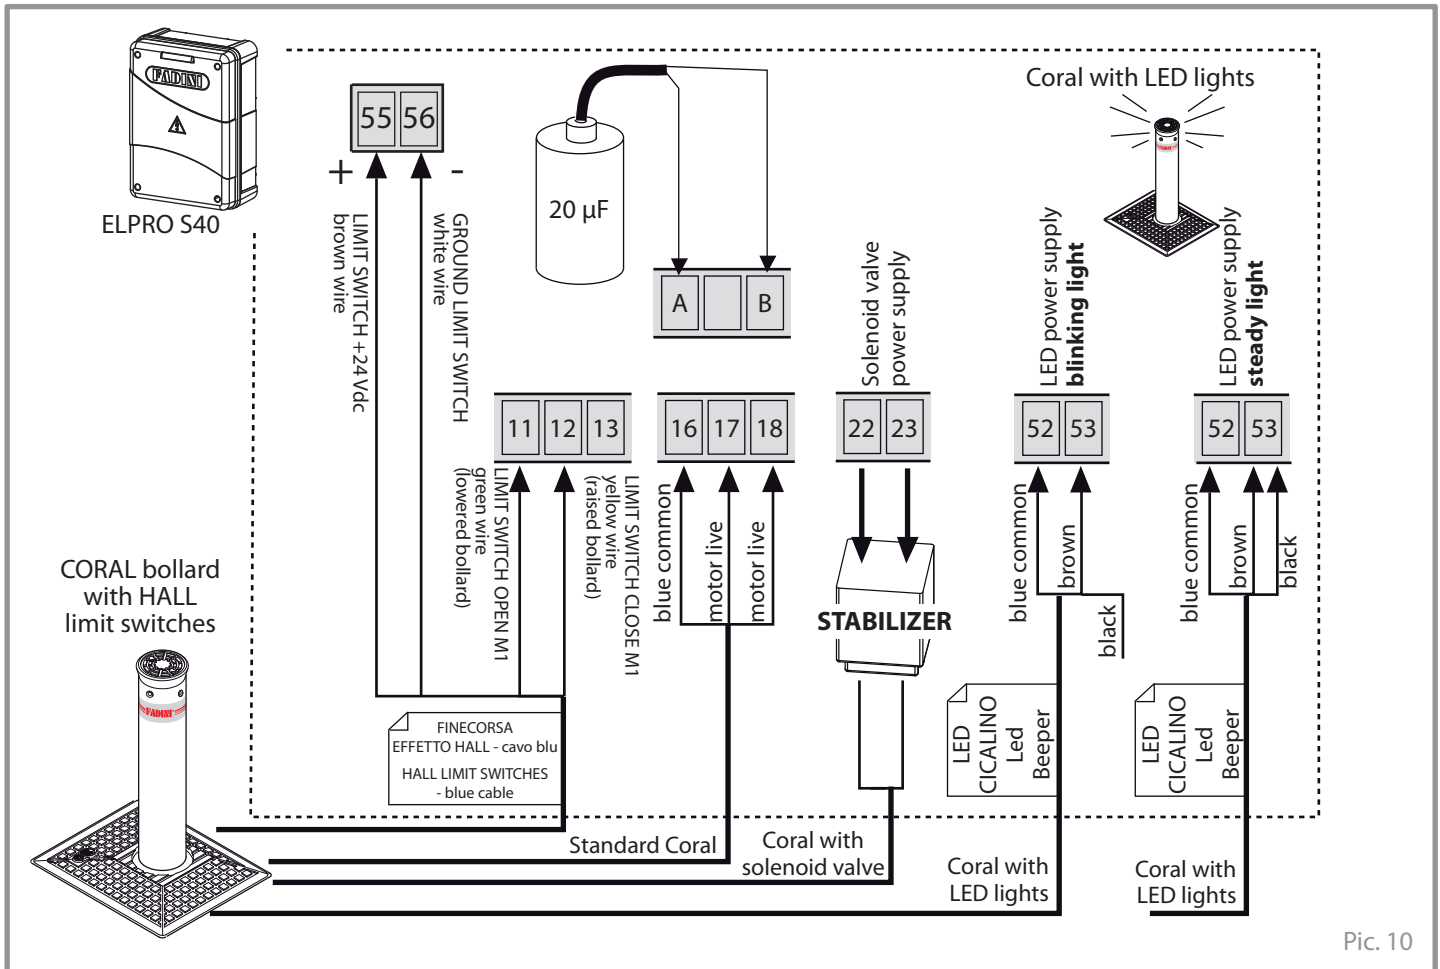 FADINI
ELPRO S40
55 56
+ -
LIMIT SWITCH +24 Vdc
brown wire
GROUND LIMIT SWITCH
white wire
20 µF
A B
Coral with LED lights
Solenoid valve
power supply
LED power supply
blinking light
LED power supply
steady light
11 12 13
16 17 18
22 23
52 53
52 53
LIMIT SWITCH OPEN M1
green wire
(lowered bollard)
LIMIT SWITCH CLOSE M1
yellow wire
(raised bollard)
blue common
motor live
motor live
STABILIZER
blue common
brown
black
blue common
brown
black
CORAL bollard
with HALL
limit switches
FADINI
FINECORSA
EFFETTO HALL - cavo blu
HALL LIMIT SWITCHES
- blue cable
LED
CICALINO
Led
Beeper
LED
CICALINO
Led
Beeper
Standard Coral
Coral with
solenoid valve
Coral with
LED lights
Coral with
LED lights
Pic. 10